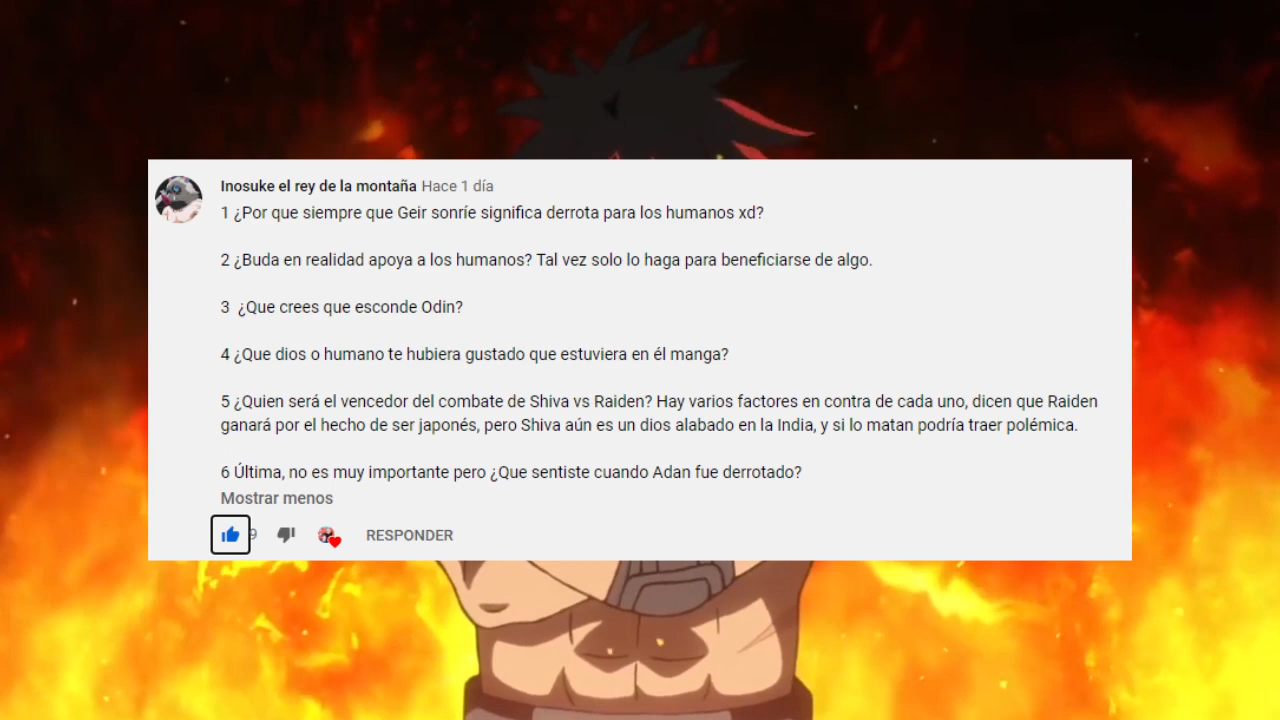 Inosuke el rey de la montaña Hace 1 día
1 ¿Por que siempre que Geir sonríe significa derrota para los humanos xd?
2 ¿Buda en realidad apoya a los humanos? Tal vez solo lo haga para beneficiarse de algo.
3 ¿Que crees que esconde Odin?
4 ¿Que dios o humano te hubiera gustado que estuviera en él manga?
5 ¿Quien será el vencedor del combate de Shiva vs Raiden? Hay varios factores en contra de cada uno, dicen que Raiden
ganará por el hecho de ser japonés, pero Shiva aún es un dios alabado en la India, y si lo matan podría traer polémica.
6 Última, no es muy importante pero ¿Que sentiste cuando Adan fue derrotado?
Mostrar menos
9 RESPONDER